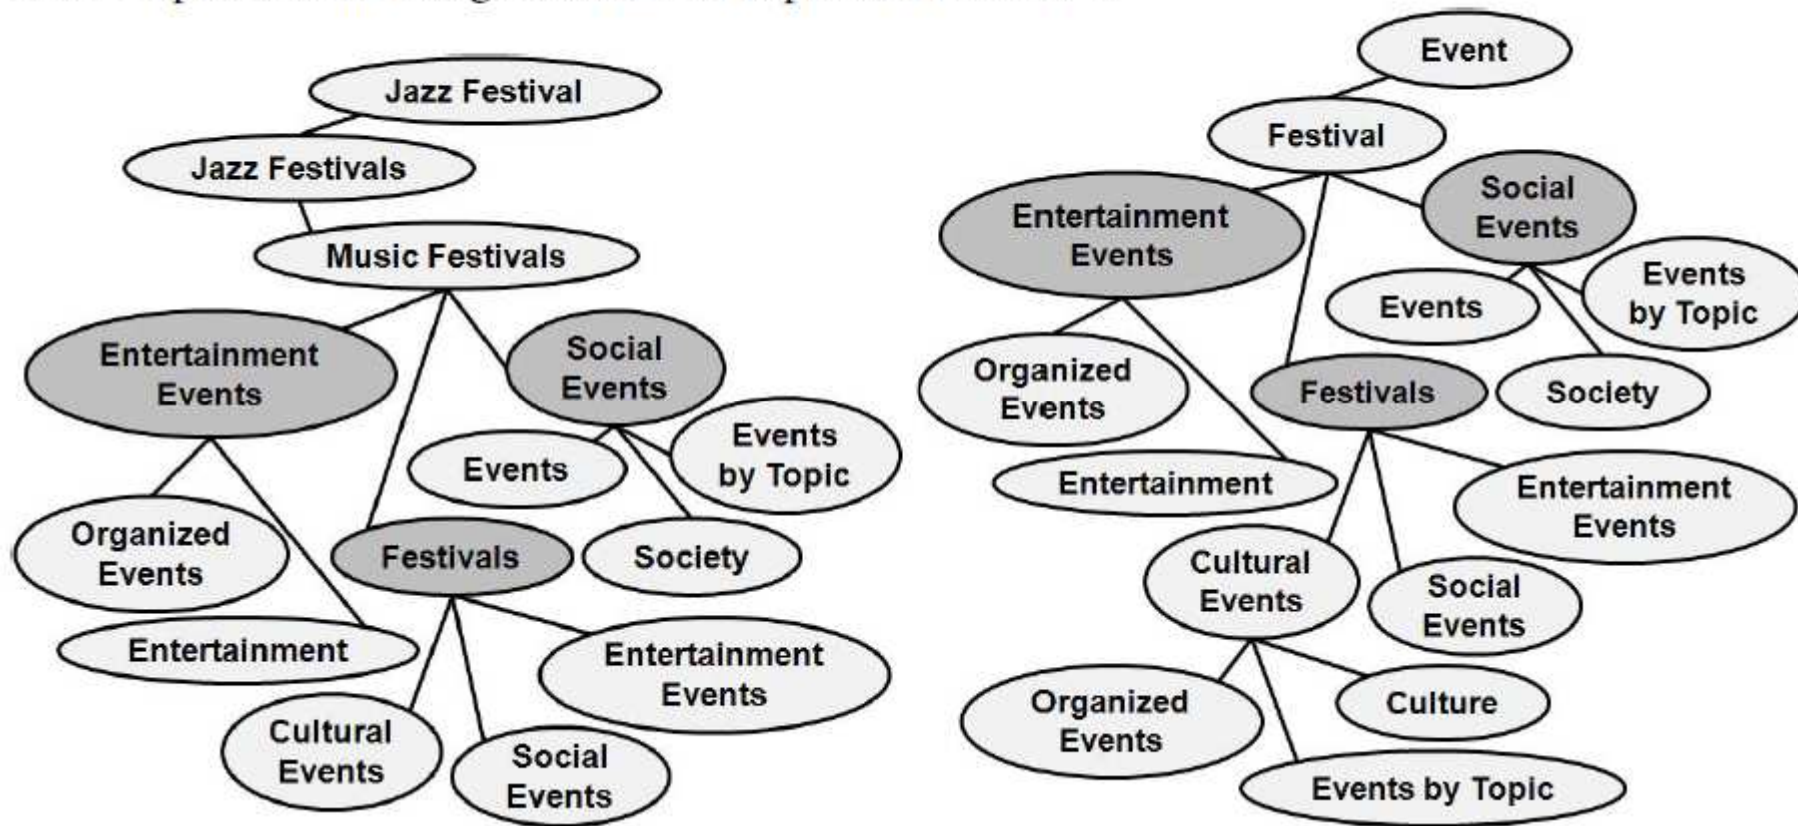 Jazz Festival
Jazz Festivals
Music Festivals
Entertainment
Events
Social
Events
Events
Events
by Topic
Organized
Events
Festivals
Society
Entertainment
Entertainment
Events
Cultural
Events
Social
Events
Event
Festival
Entertainment
Events
Social
Events
Events
Events
by Topic
Organized
Events
Festivals
Society
Entertainment
Entertainment
Events
Cultural
Events
Social
Events
Organized
Events
Culture
Events by Topic